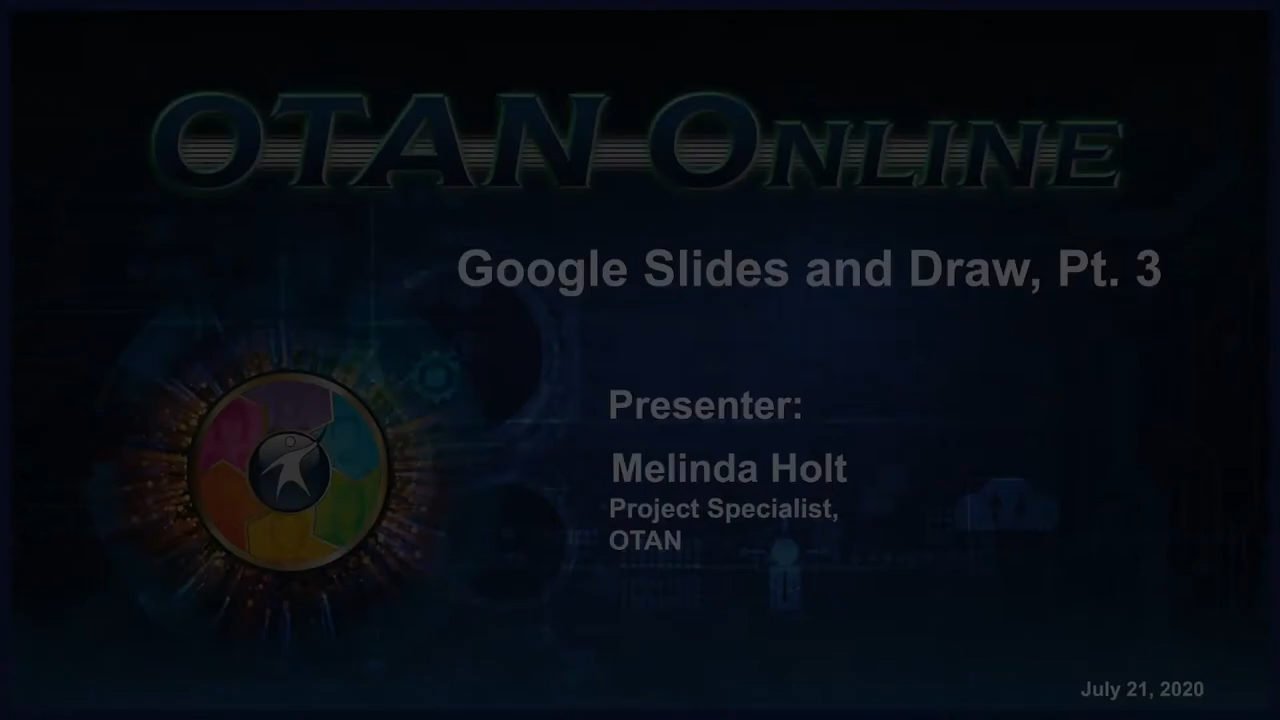 OTAN ONLINE
Google Slides and Draw, Pt. 3
Presenter:
Melinda Holt
Project Specialist,
OTAN
July 21, 2020